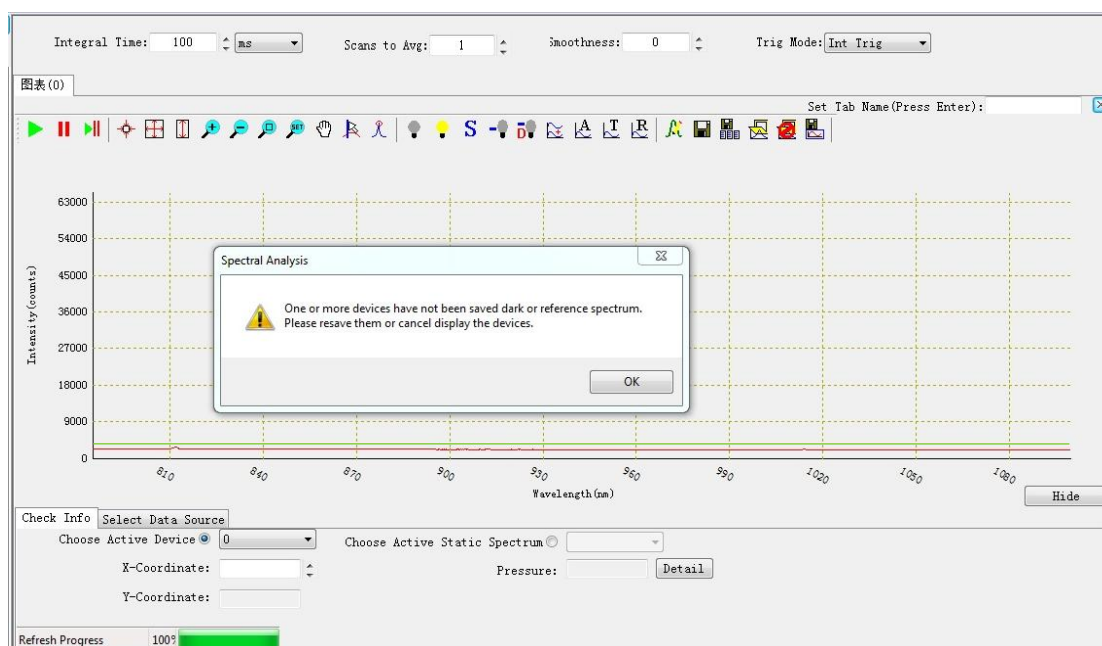 Integral Time: 100 ms Scans to Avg: 1 Smoothness: 0 Trig Mode: Int Trig
图表(0)
Set Tab Name(Press Enter):
SET S D A T R
63000
54000
45000
36000
27000
18000
9000
0
Intensity(counts)
Spectral Analysis
One or more devices have not been saved dark or reference spectrum.
Please resave them or cancel display the devices.
OK
810 840 870 900 930 960 990 1020 1050 1080
Wavelength(nm)
Hide
Check Info Select Data Source
Choose Active Device 0 Choose Active Static Spectrum
X-Coordinate: Pressure: Detail
Y-Coordinate:
Refresh Progress 100%